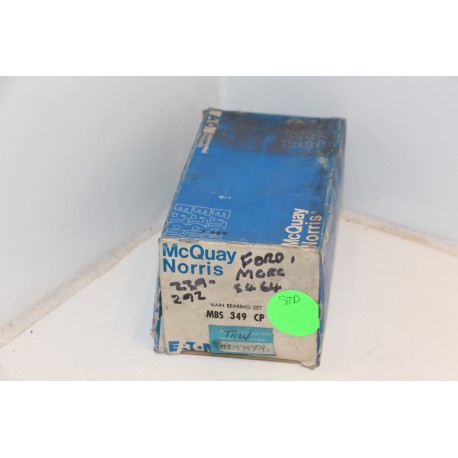 EATON
McQuay
Norris
McQuay
Norris
FORD,
MERC
54 64
239-
292
MAIN BEARING SET
MBS 349 CP
STD
TRW
EATON